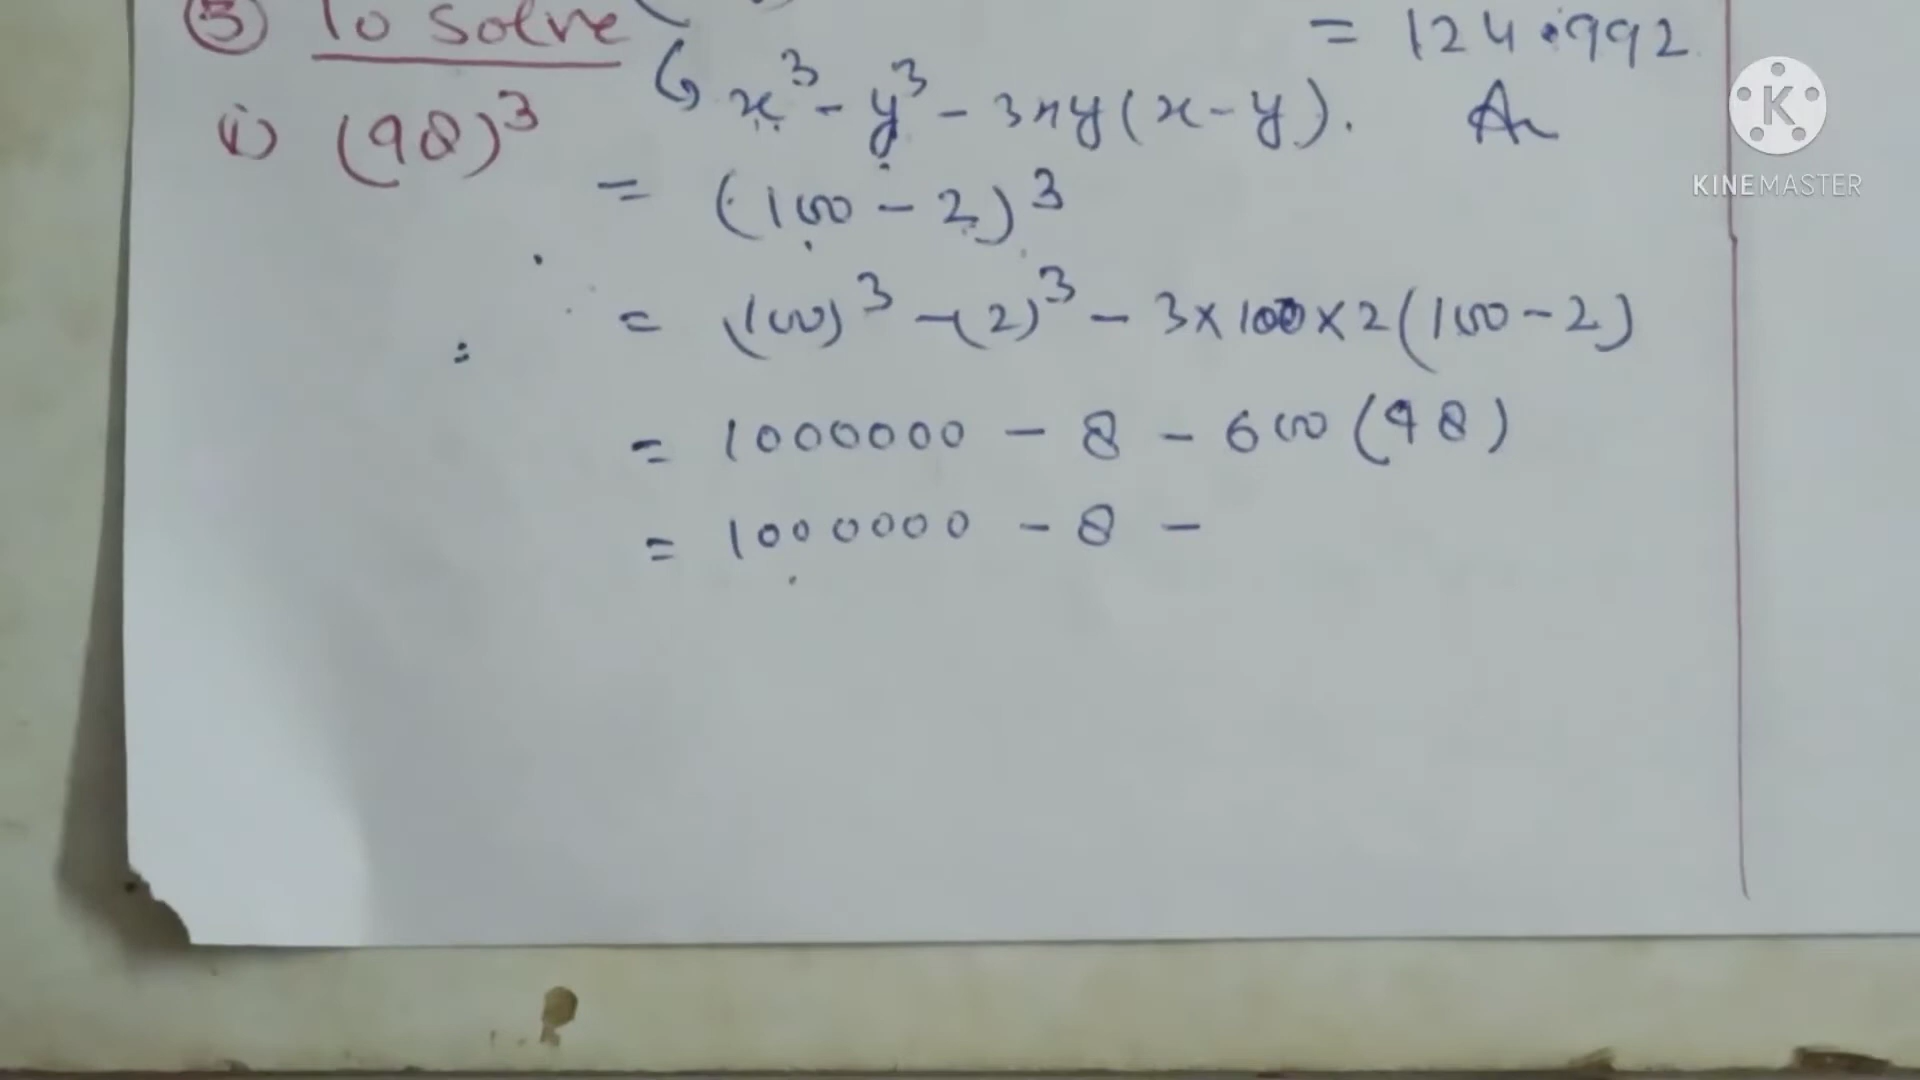 ③ To solve
= 124.992
x³ - y³ - 3xy(x-y). An
i) (98)³
= (100-2)³
= (100)³ - (2)³ - 3×100×2(100-2)
= 1000000 - 8 - 600(98)
= 1000000 - 8 -
KINEMASTER